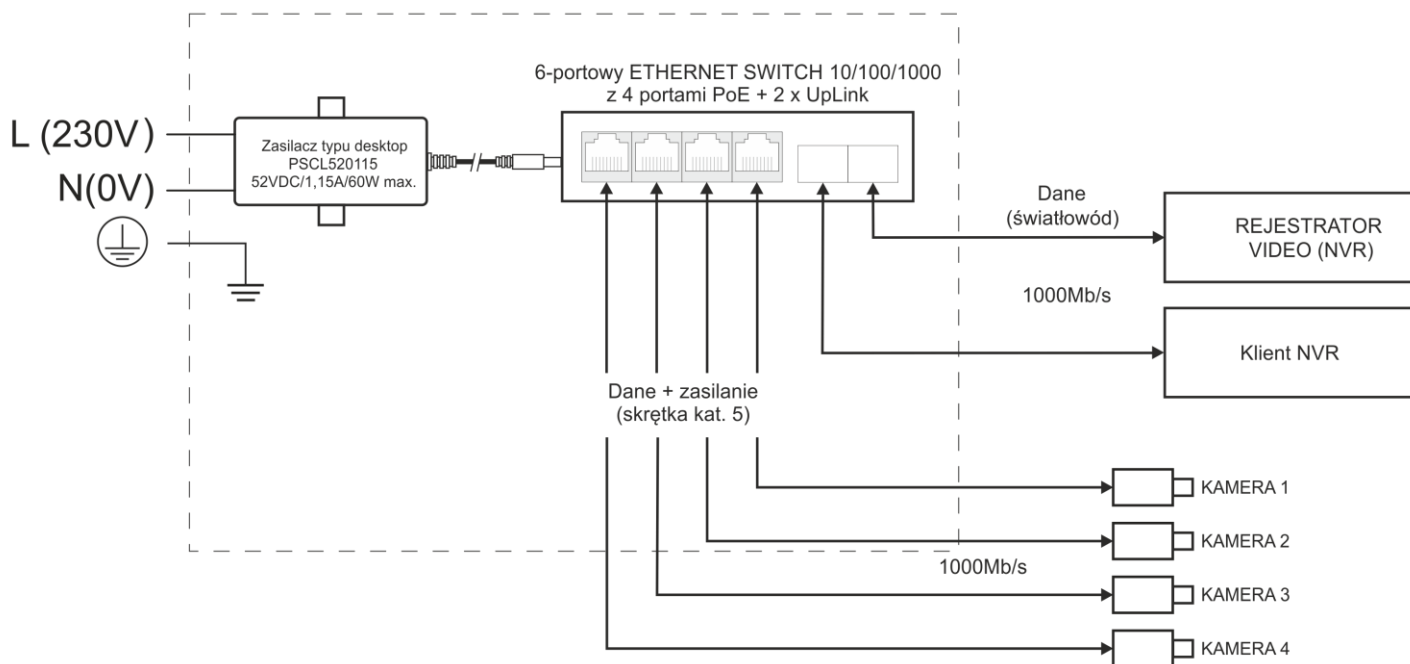 6-portowy ETHERNET SWITCH 10/100/1000
z 4 portami PoE + 2 x UpLink
L (230V)
N(0V)
Zasilacz typu desktop
PSCL520115
52VDC/1,15A/60W max.
Dane
(światłowód)
REJESTRATOR
VIDEO (NVR)
1000Mb/s
Klient NVR
Dane + zasilanie
(skrętka kat. 5)
KAMERA 1
KAMERA 2
1000Mb/s
KAMERA 3
KAMERA 4